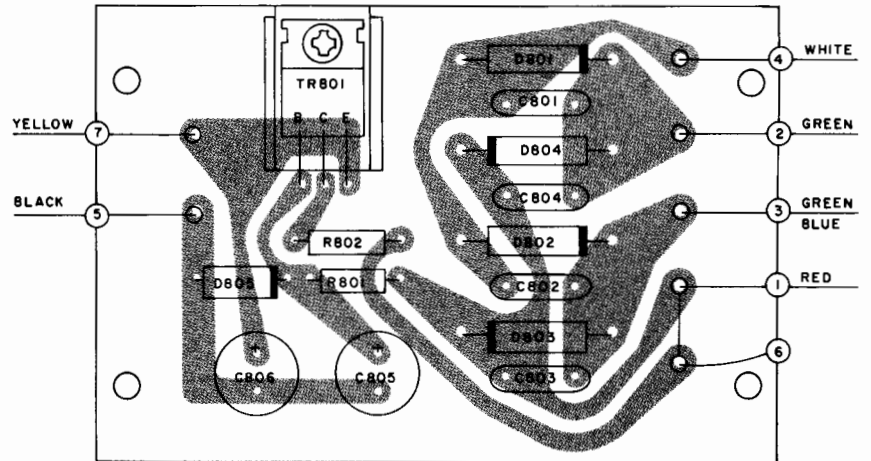 D801
4 WHITE
TR801
C801
B C E
YELLOW 7
2 GREEN
D804
C804
BLACK 5
3 GREEN
BLUE
R802
D802
D805
R801
C802
1 RED
D803
6
+
+
C806
C805
C803